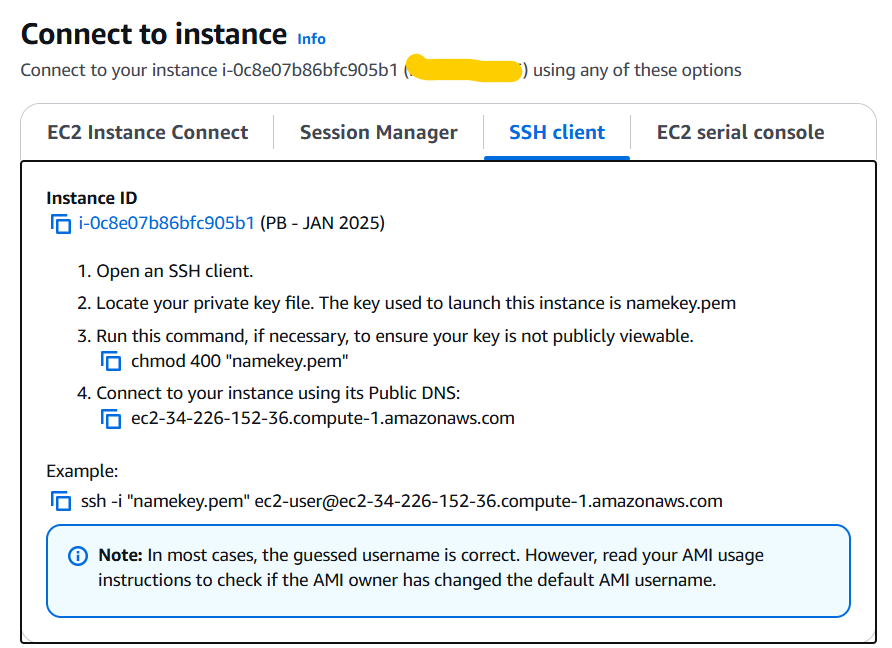 Connect to instance Info
Connect to your instance i-0c8e07b86bfc905b1 ( ) using any of these options
EC2 Instance Connect Session Manager SSH client EC2 serial console
Instance ID
i-0c8e07b86bfc905b1 (PB - JAN 2025)
1. Open an SSH client.
2. Locate your private key file. The key used to launch this instance is namekey.pem
3. Run this command, if necessary, to ensure your key is not publicly viewable.
chmod 400 "namekey.pem"
4. Connect to your instance using its Public DNS:
ec2-34-226-152-36.compute-1.amazonaws.com
Example:
ssh -i "namekey.pem" ec2-user@ec2-34-226-152-36.compute-1.amazonaws.com
Note: In most cases, the guessed username is correct. However, read your AMI usage
instructions to check if the AMI owner has changed the default AMI username.